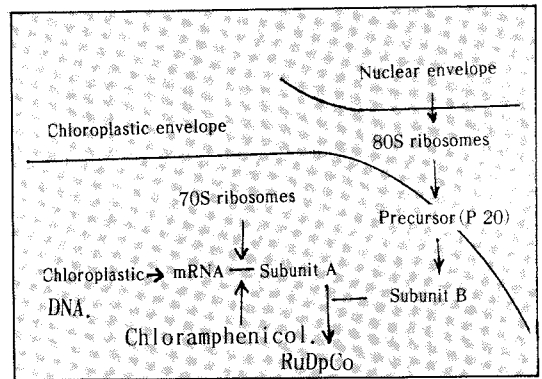 Nuclear envelope
Chloroplastic envelope
80S ribosomes
70S ribosomes
Precursor (P 20)
Chloroplastic → mRNA — Subunit A
DNA.
Subunit B
Chloramphenicol.
RuDpCo